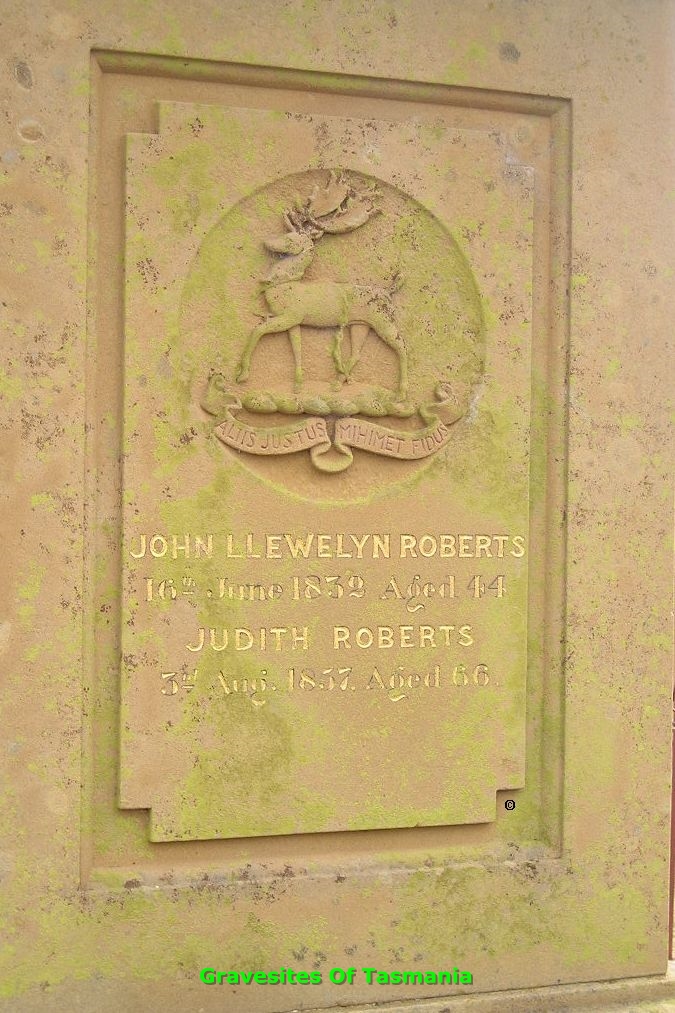 ALIIS JUSTUS MIHIMET FIDUS
JOHN LLEWELYN ROBERTS
16th June 1832 Aged 44
JUDITH ROBERTS
3rd Aug. 1857. Aged 66.
©
Gravesites Of Tasmania